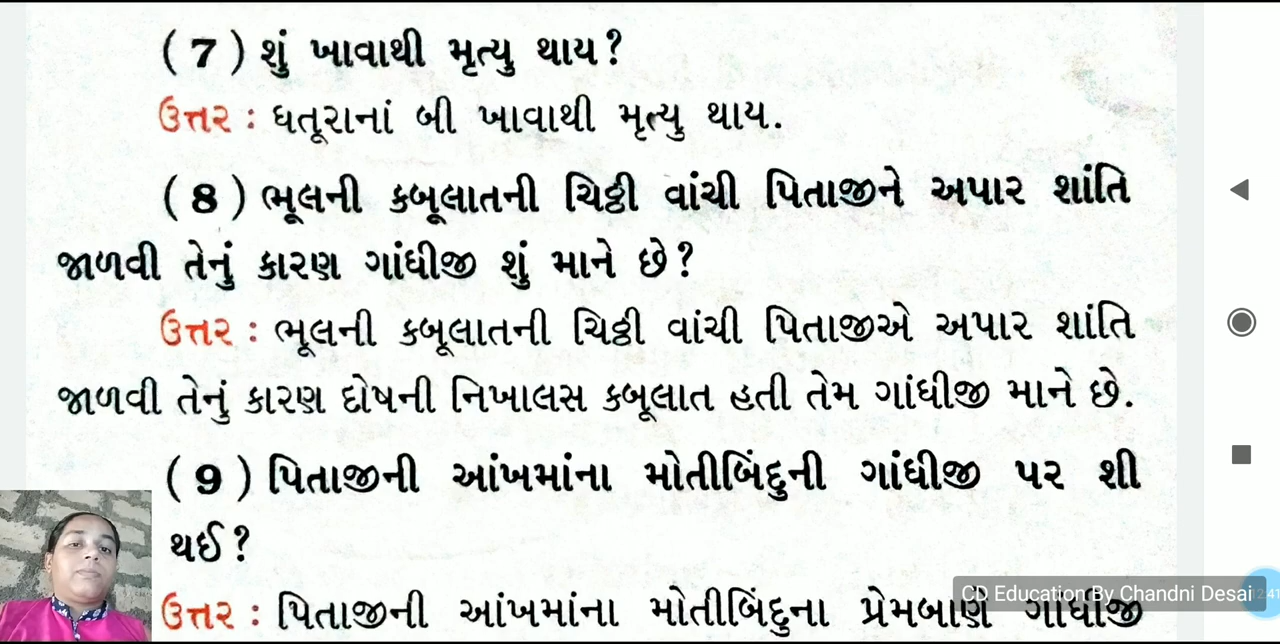 (7) શું ખાવાથી મૃત્યુ થાય?
ઉત્તર : ધતૂરાનાં બી ખાવાથી મૃત્યુ થાય.
(8) ભૂલની કબૂલાતની ચિઠ્ઠી વાંચી પિતાજીને અપાર શાંતિ
જાળવી તેનું કારણ ગાંધીજી શું માને છે?
ઉત્તર : ભૂલની કબૂલાતની ચિઠ્ઠી વાંચી પિતાજીએ અપાર શાંતિ
જાળવી તેનું કારણ દોષની નિખાલસ કબૂલાત હતી તેમ ગાંધીજી માને છે.
(9) પિતાજીની આંખમાંના મોતીબિંદુની ગાંધીજી પર શી
થઈ?
ઉત્તર : પિતાજીની આંખમાંના મોતીબિંદુના પ્રેમબાણે ગાંધીજી
CD Education By Chandni Desai